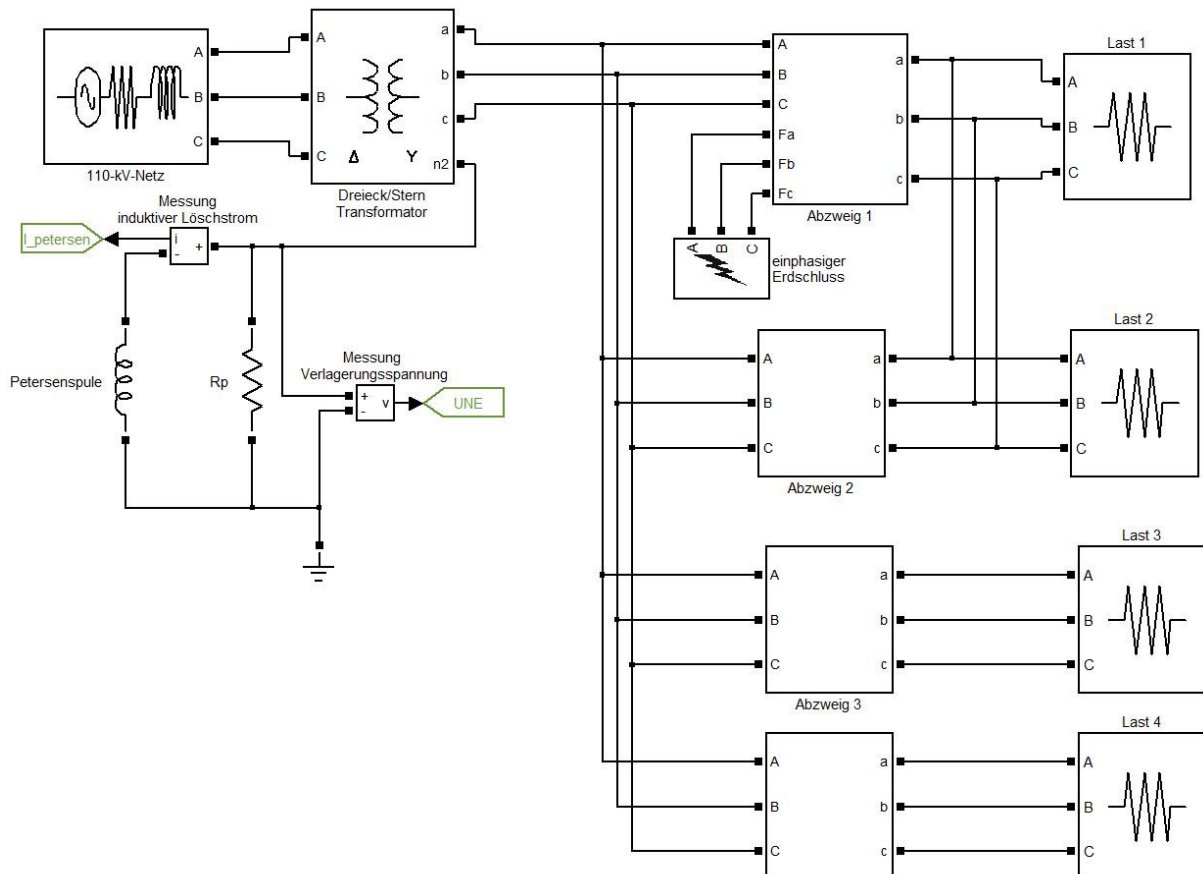 A
B
C
110-kV-Netz
A
B
C
a
b
c
n2
Δ Y
Dreieck/Stern
Transformator
Messung
induktiver Löschstrom
I_petersen
i
-
+
Petersenspule
Rp
Messung
Verlagerungsspannung
+
-
v
UNE
A
B
C
Fa
Fb
Fc
a
b
c
Abzweig 1
A
B
C
einphasiger
Erdschluss
Last 1
A
B
C
A
B
C
a
b
c
Abzweig 2
Last 2
A
B
C
A
B
C
a
b
c
Abzweig 3
Last 3
A
B
C
A
B
C
a
b
c
Last 4
A
B
C